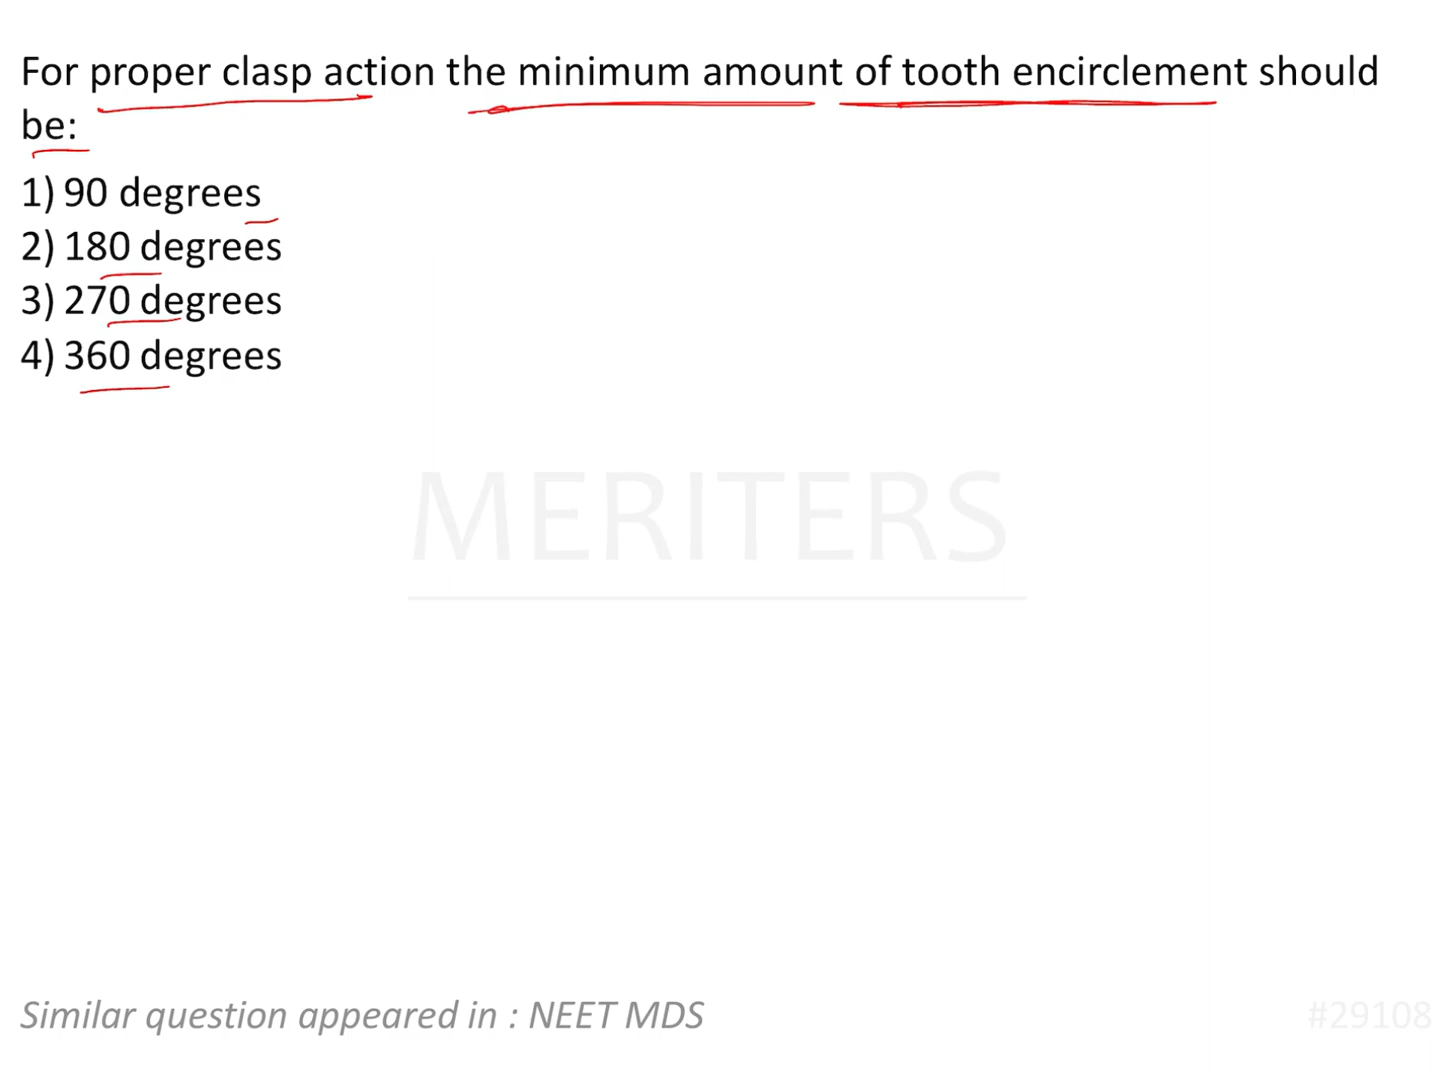 For proper clasp action the minimum amount of tooth encirclement should
be:
1) 90 degrees
2) 180 degrees
3) 270 degrees
4) 360 degrees
MERITERS
Similar question appeared in : NEET MDS
#29108